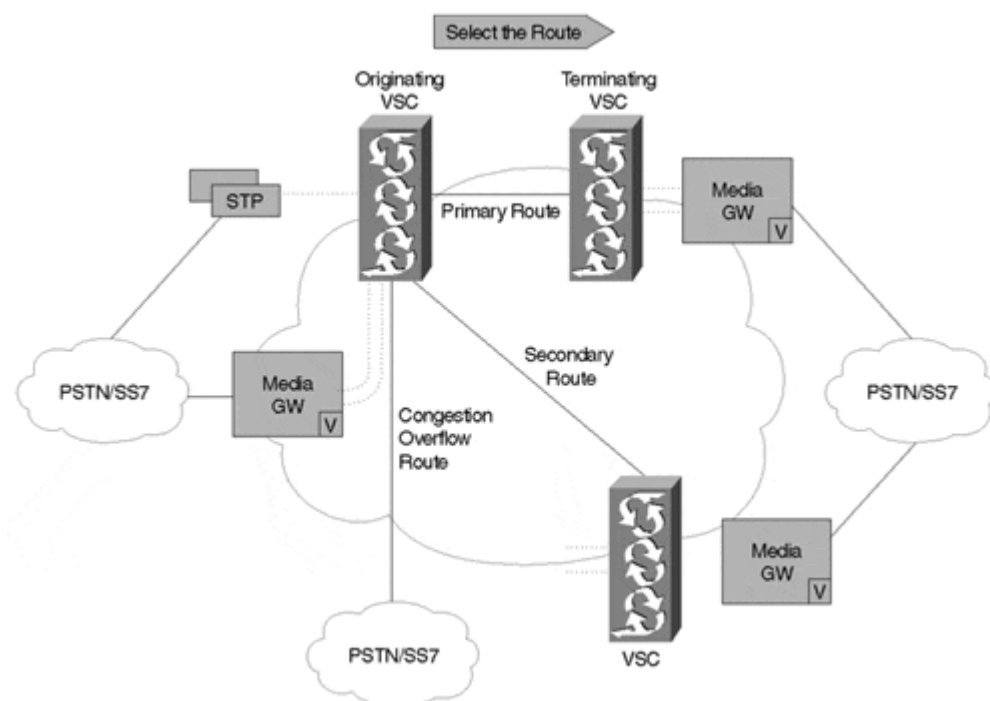 Select the Route
Originating
VSC
Terminating
VSC
STP
Primary Route
Media
GW
V
PSTN/SS7
Media
GW
V
Congestion
Overflow
Route
Secondary
Route
PSTN/SS7
Media
GW
V
PSTN/SS7
VSC